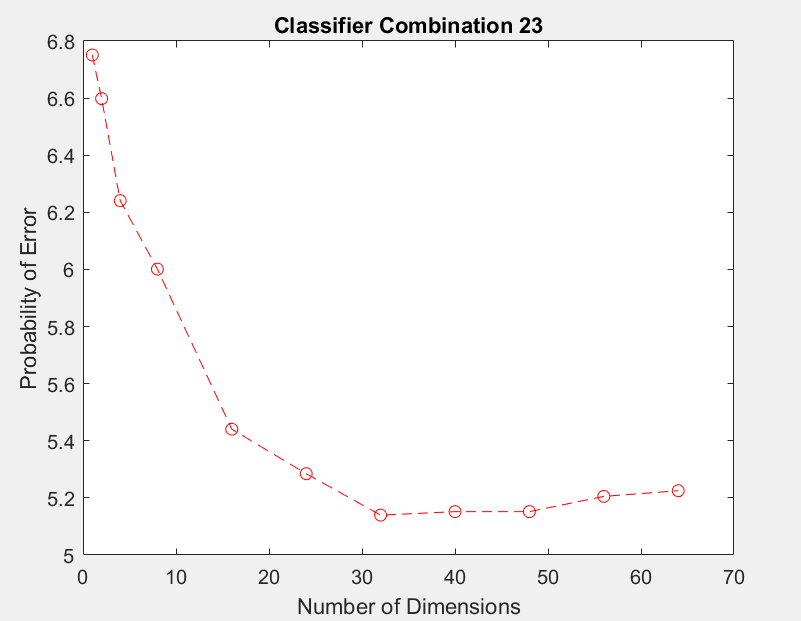 Classifier Combination 23
6.8
6.6
6.4
6.2
6
5.8
5.6
5.4
5.2
5
Probability of Error
0 10 20 30 40 50 60 70
Number of Dimensions